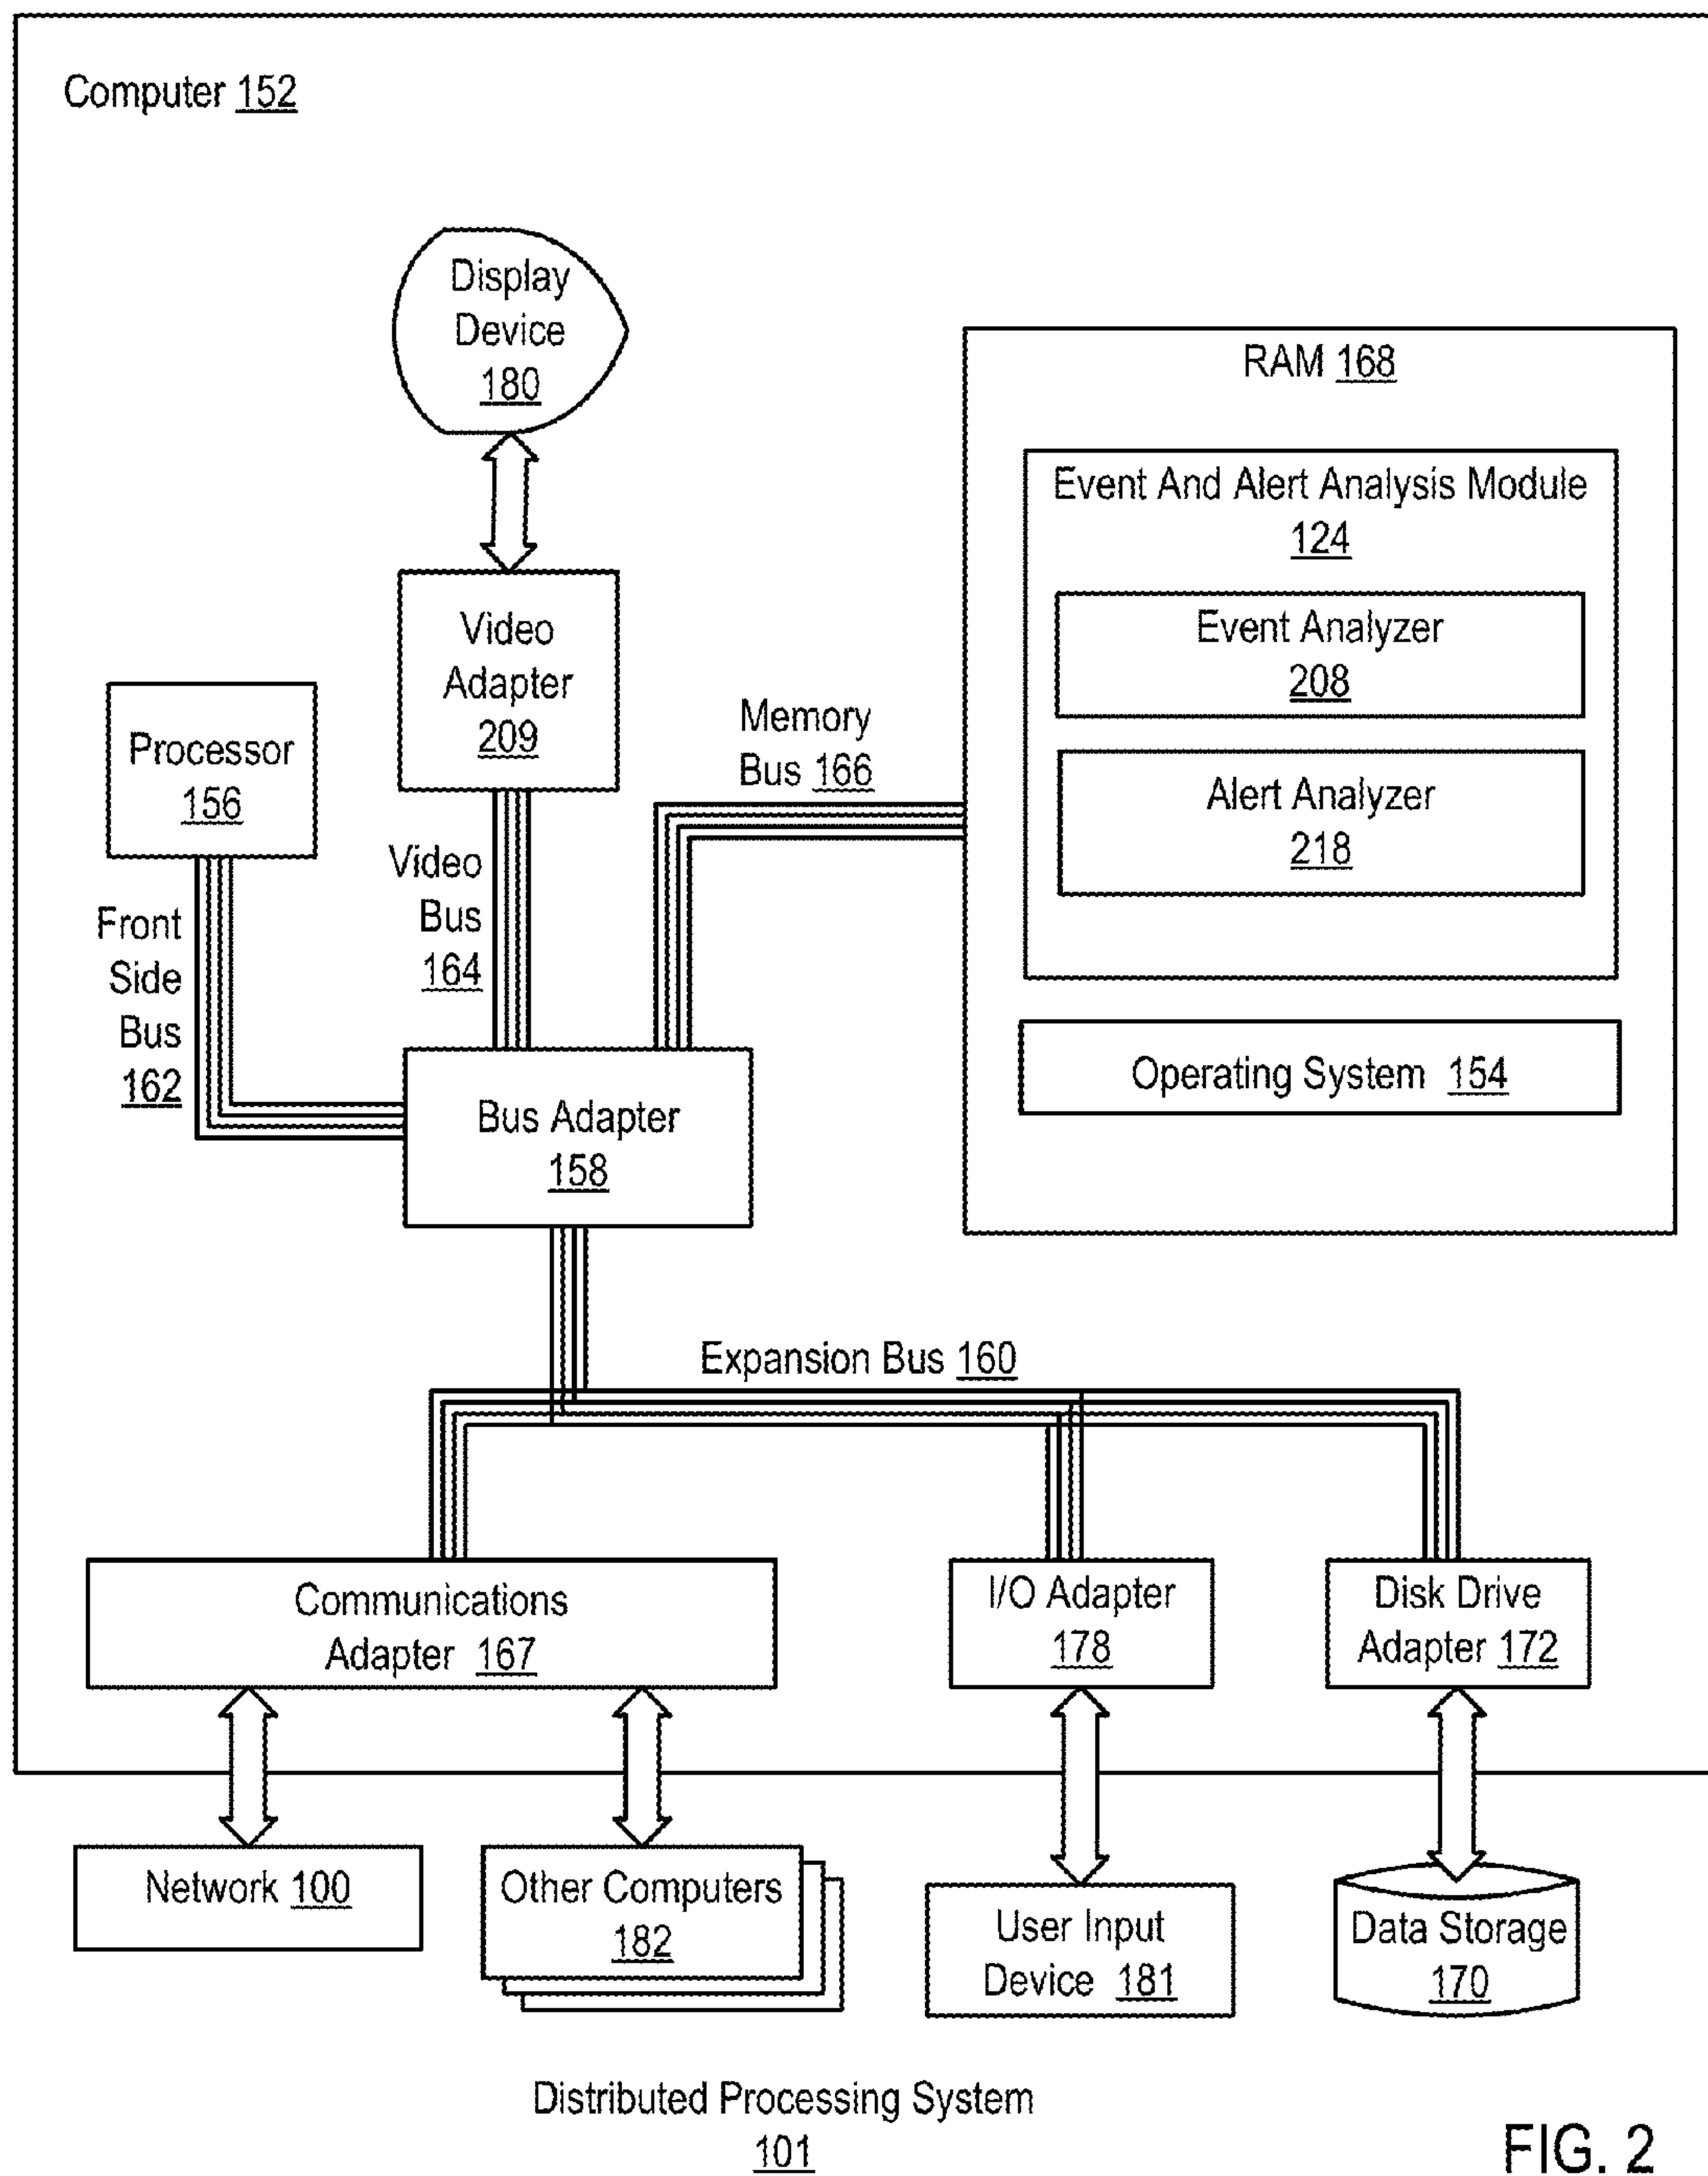 Computer 152
Display
Device
180
RAM 168
Event And Alert Analysis Module
124
Event Analyzer
208
Alert Analyzer
218
Operating System 154
Video
Adapter
209
Processor
156
Memory
Bus 166
Video
Bus
164
Front
Side
Bus
162
Bus Adapter
158
Expansion Bus 160
Communications
Adapter 167
I/O Adapter
178
Disk Drive
Adapter 172
Network 100
Other Computers
182
User Input
Device 181
Data Storage
170
Distributed Processing System
101
FIG. 2